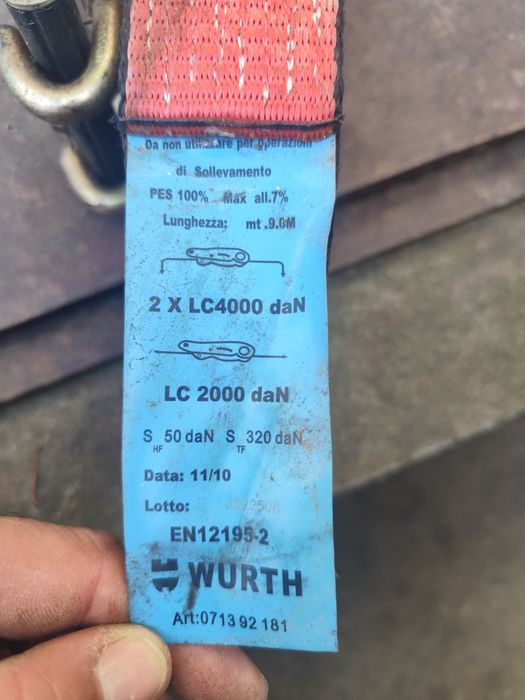 Da non utilizzare per operazioni
di Sollevamento
PES 100% Max all.7%
Lunghezza: mt .9.0M
2 X LC4000 daN
LC 2000 daN
S HF 50 daN S TF 320 daN
Data: 11/10
Lotto:
EN12195-2
WURTH
Art:0713 92 181